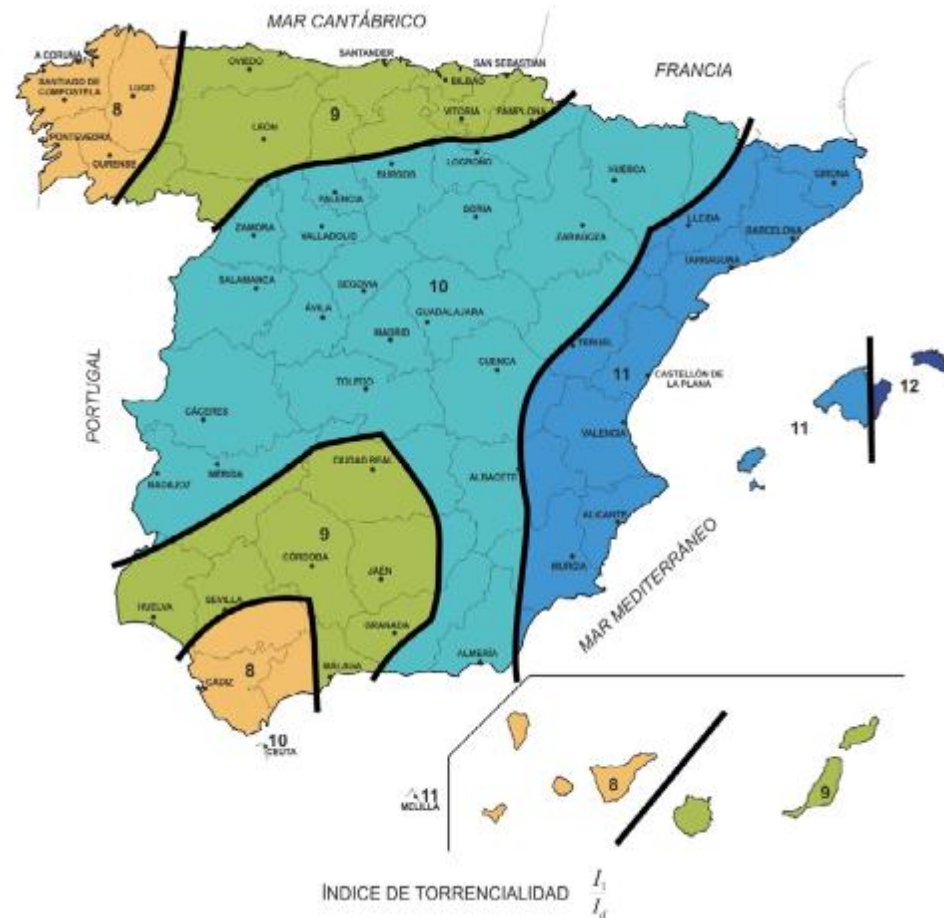 MAR CANTÁBRICO
A CORUÑA
SANTIAGO DE
COMPOSTELA
LUGO
8
PONTEVEDRA
OURENSE
OVIEDO
SANTANDER
SAN SEBASTIÁN
BILBAO
FRANCIA
LEÓN
9
VITORIA
PAMPLONA
LOGROÑO
BURGOS
HUESCA
GIRONA
PALENCIA
SORIA
LLEIDA
BARCELONA
ZAMORA
VALLADOLID
ZARAGOZA
TARRAGONA
SALAMANCA
SEGOVIA
10
ÁVILA
GUADALAJARA
MADRID
TERUEL
CUENCA
11
CASTELLÓN DE
LA PLANA
12
PORTUGAL
TOLEDO
CÁCERES
VALENCIA
11
BADAJOZ
MÉRIDA
CIUDAD REAL
ALBACETE
ALICANTE
9
CÓRDOBA
MURCIA
MAR MEDITERRÁNEO
JAÉN
HUELVA
SEVILLA
GRANADA
ALMERÍA
MÁLAGA
8
CÁDIZ
10
CEUTA
11
MELILLA
8
9
ÍNDICE DE TORRENCIALIDAD I₁/I_d